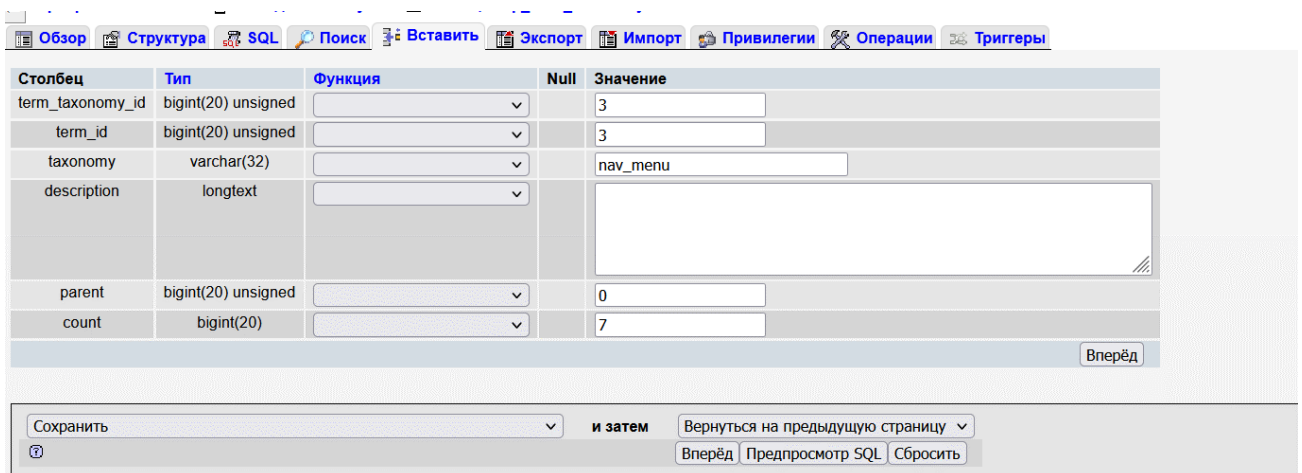 Обзор Структура SQL Поиск Вставить Экспорт Импорт Привилегии Операции Триггеры
Столбец Тип Функция Null Значение
term_taxonomy_id bigint(20) unsigned 3
term_id bigint(20) unsigned 3
taxonomy varchar(32) nav_menu
description longtext
parent bigint(20) unsigned 0
count bigint(20) 7
Вперёд
Сохранить и затем Вернуться на предыдущую страницу
Вперёд Предпросмотр SQL Сбросить